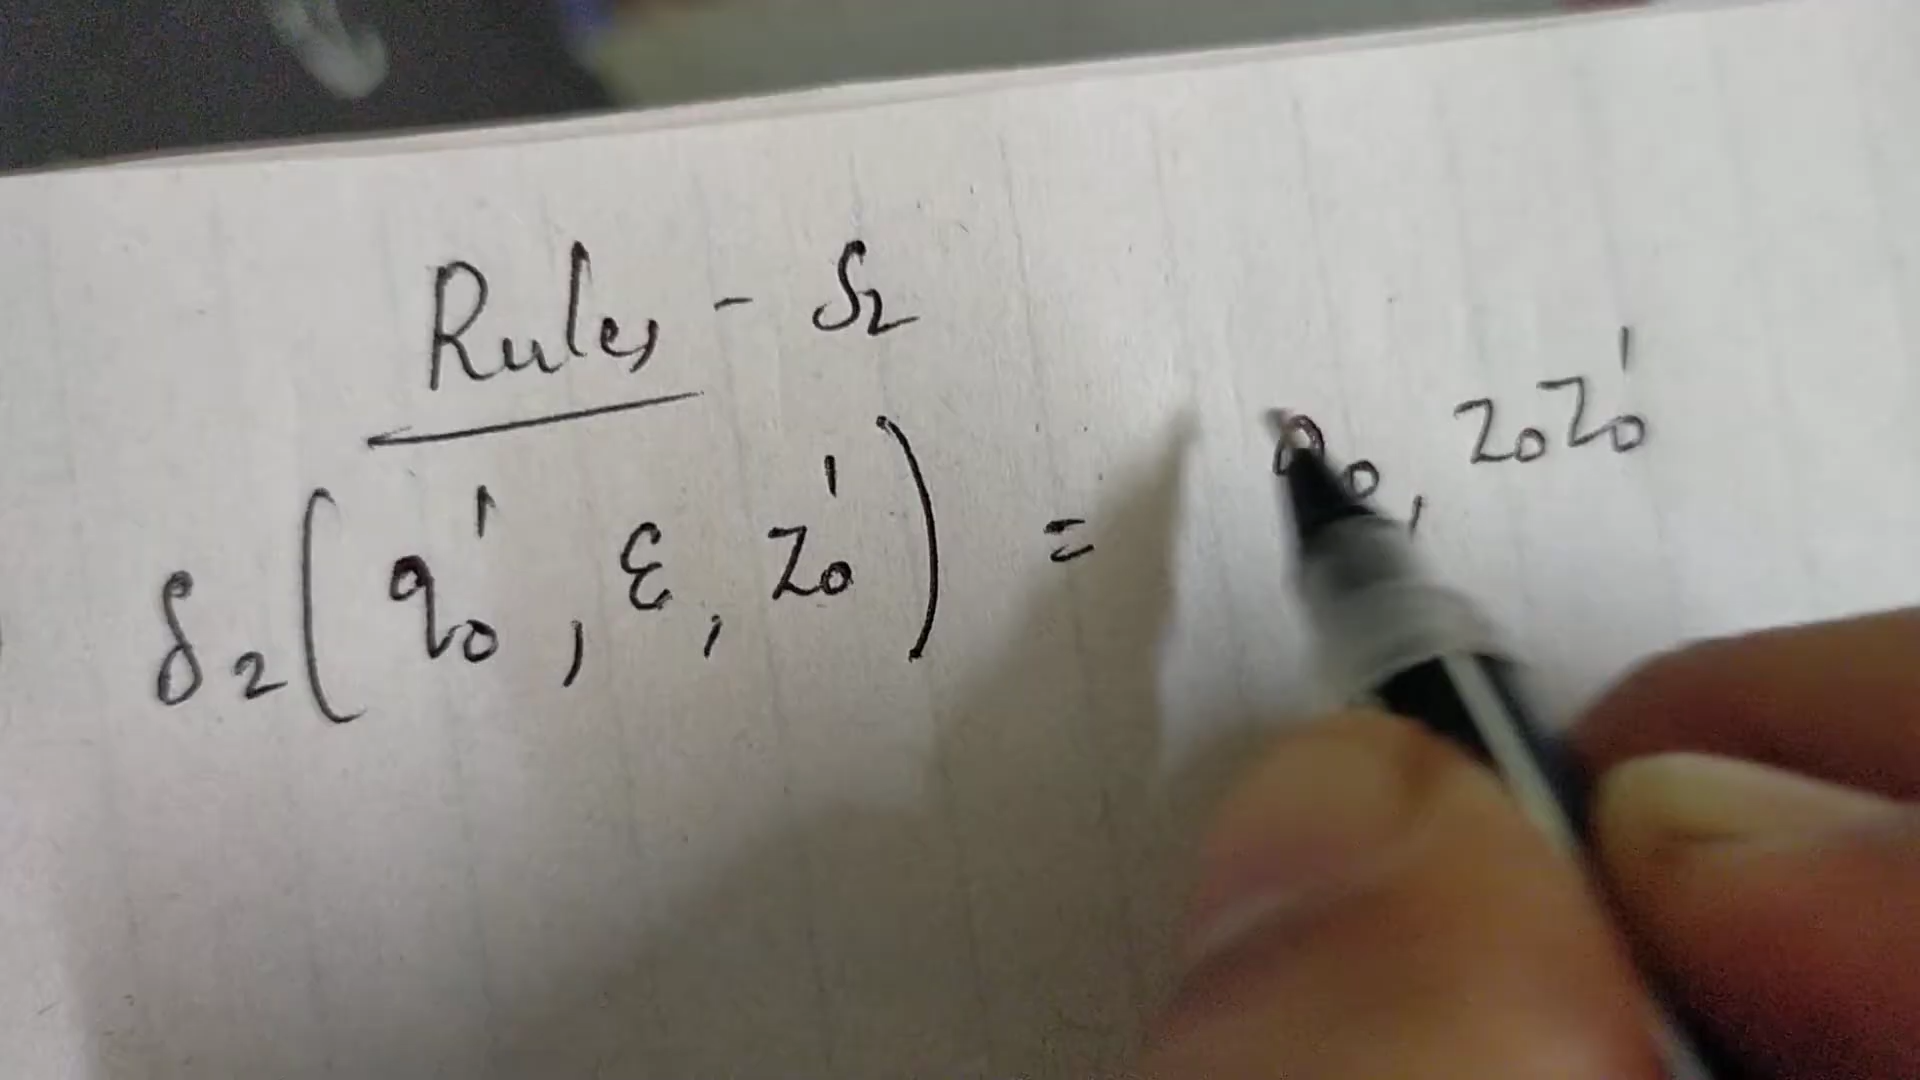 Rules - δ2
δ2(q0', ε, Z0') = q0, Z0Z0'